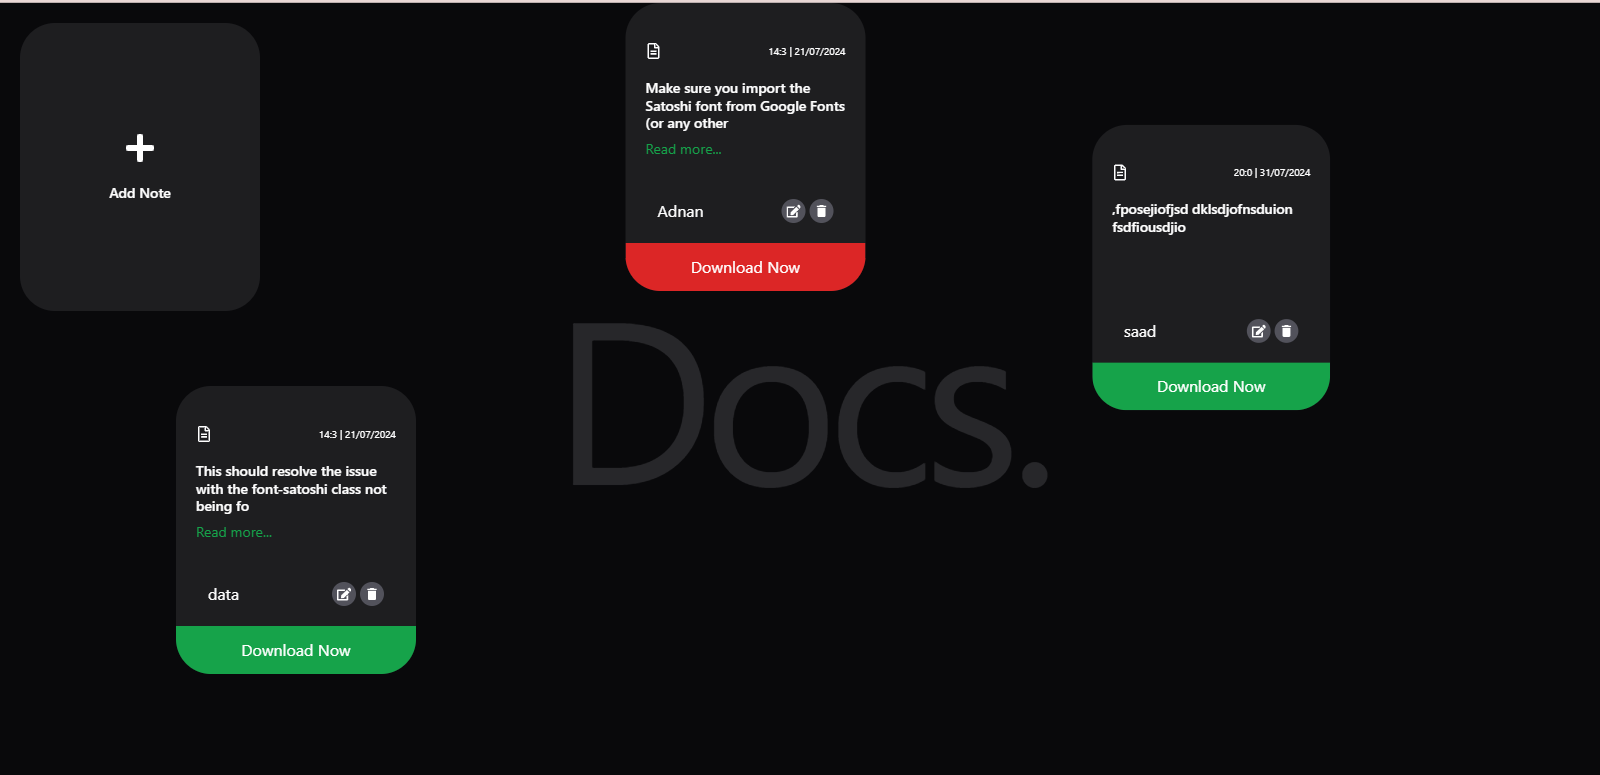 Add Note
14:3 | 21/07/2024
Make sure you import the
Satoshi font from Google Fonts
(or any other
Read more...
Adnan
Download Now
20:0 | 31/07/2024
,fposejiofjsd dklsdjofnsduion
fsdfiousdjio
saad
Download Now
Docs.
14:3 | 21/07/2024
This should resolve the issue
with the font-satoshi class not
being fo
Read more...
data
Download Now